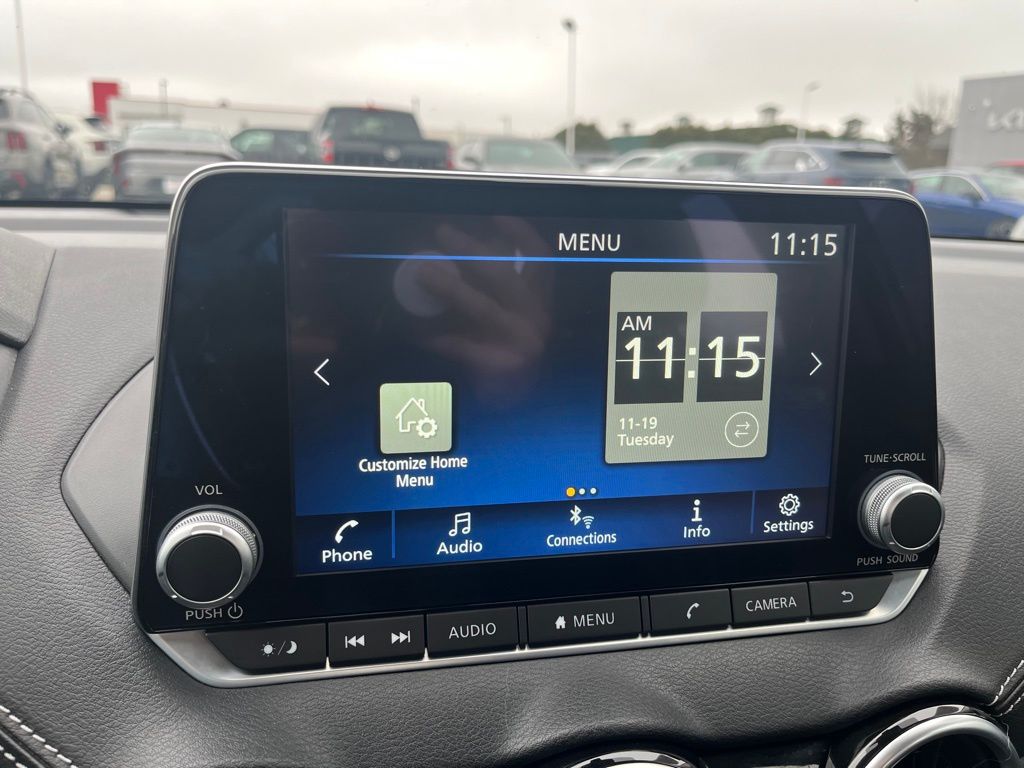 MENU
11:15
AM
11:15
11-19
Tuesday
Customize Home
Menu
Phone
Audio
Connections
Info
Settings
VOL
PUSH
TUNE·SCROLL
PUSH SOUND
AUDIO
MENU
CAMERA